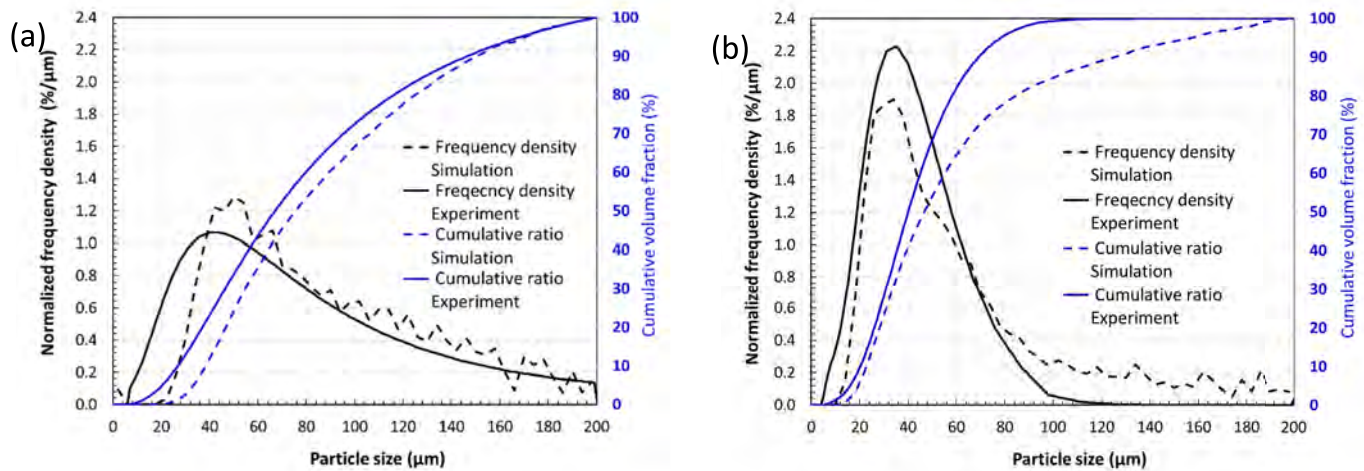 (a)
Normalized frequency density (%/µm)
2.4
2.2
2.0
1.8
1.6
1.4
1.2
1.0
0.8
0.6
0.4
0.2
0.0
0 20 40 60 80 100 120 140 160 180 200
Particle size (µm)
100
90
80
70
60
50
40
30
20
10
0
Cumulative volume fraction (%)
Frequency density
Simulation
Freqecncy density
Experiment
Cumulative ratio
Simulation
Cumulative ratio
Experiment
(b)
Normalized frequency density (%/µm)
2.4
2.2
2.0
1.8
1.6
1.4
1.2
1.0
0.8
0.6
0.4
0.2
0.0
0 20 40 60 80 100 120 140 160 180 200
Particle size (µm)
100
90
80
70
60
50
40
30
20
10
0
Cumulative volume fraction (%)
Frequency density
Simulation
Freqecncy density
Experiment
Cumulative ratio
Simulation
Cumulative ratio
Experiment